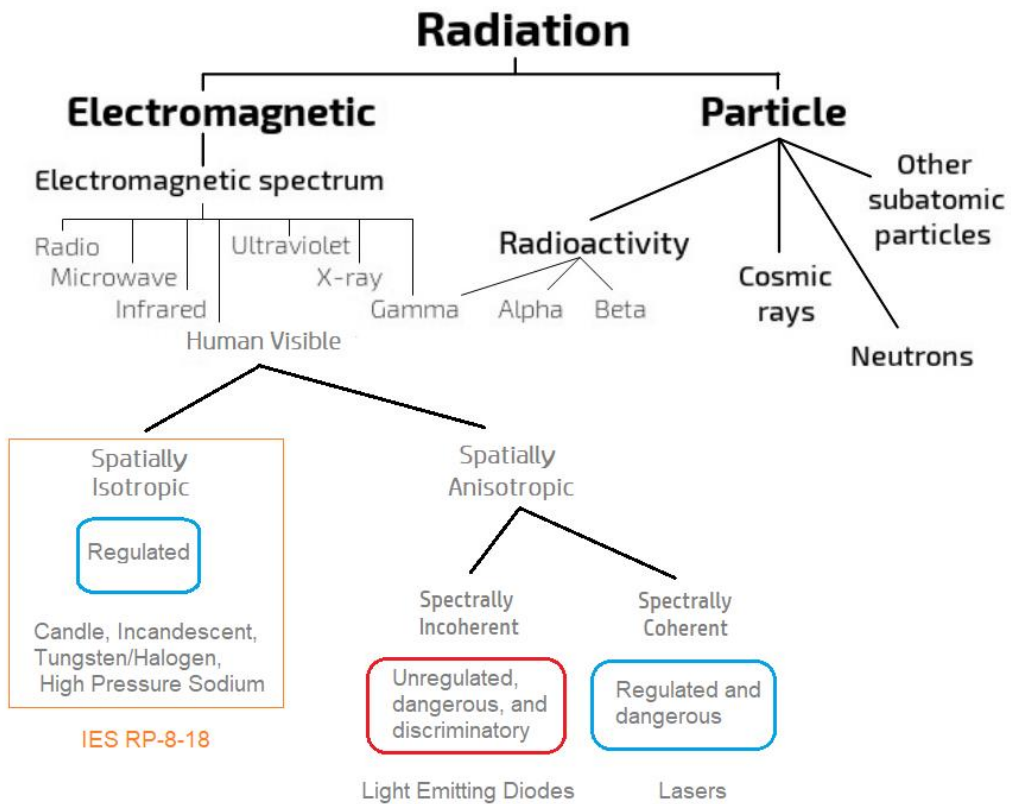 Radiation
Electromagnetic
Particle
Electromagnetic spectrum
Radio
Microwave
Infrared
Human Visible
Ultraviolet
X-ray
Gamma
Radioactivity
Alpha
Beta
Cosmic
rays
Neutrons
Other
subatomic
particles
Spatially
Isotropic
Regulated
Candle, Incandescent,
Tungsten/Halogen,
High Pressure Sodium
IES RP-8-18
Spatially
Anisotropic
Spectrally
Incoherent
Unregulated,
dangerous, and
discriminatory
Light Emitting Diodes
Spectrally
Coherent
Regulated and
dangerous
Lasers